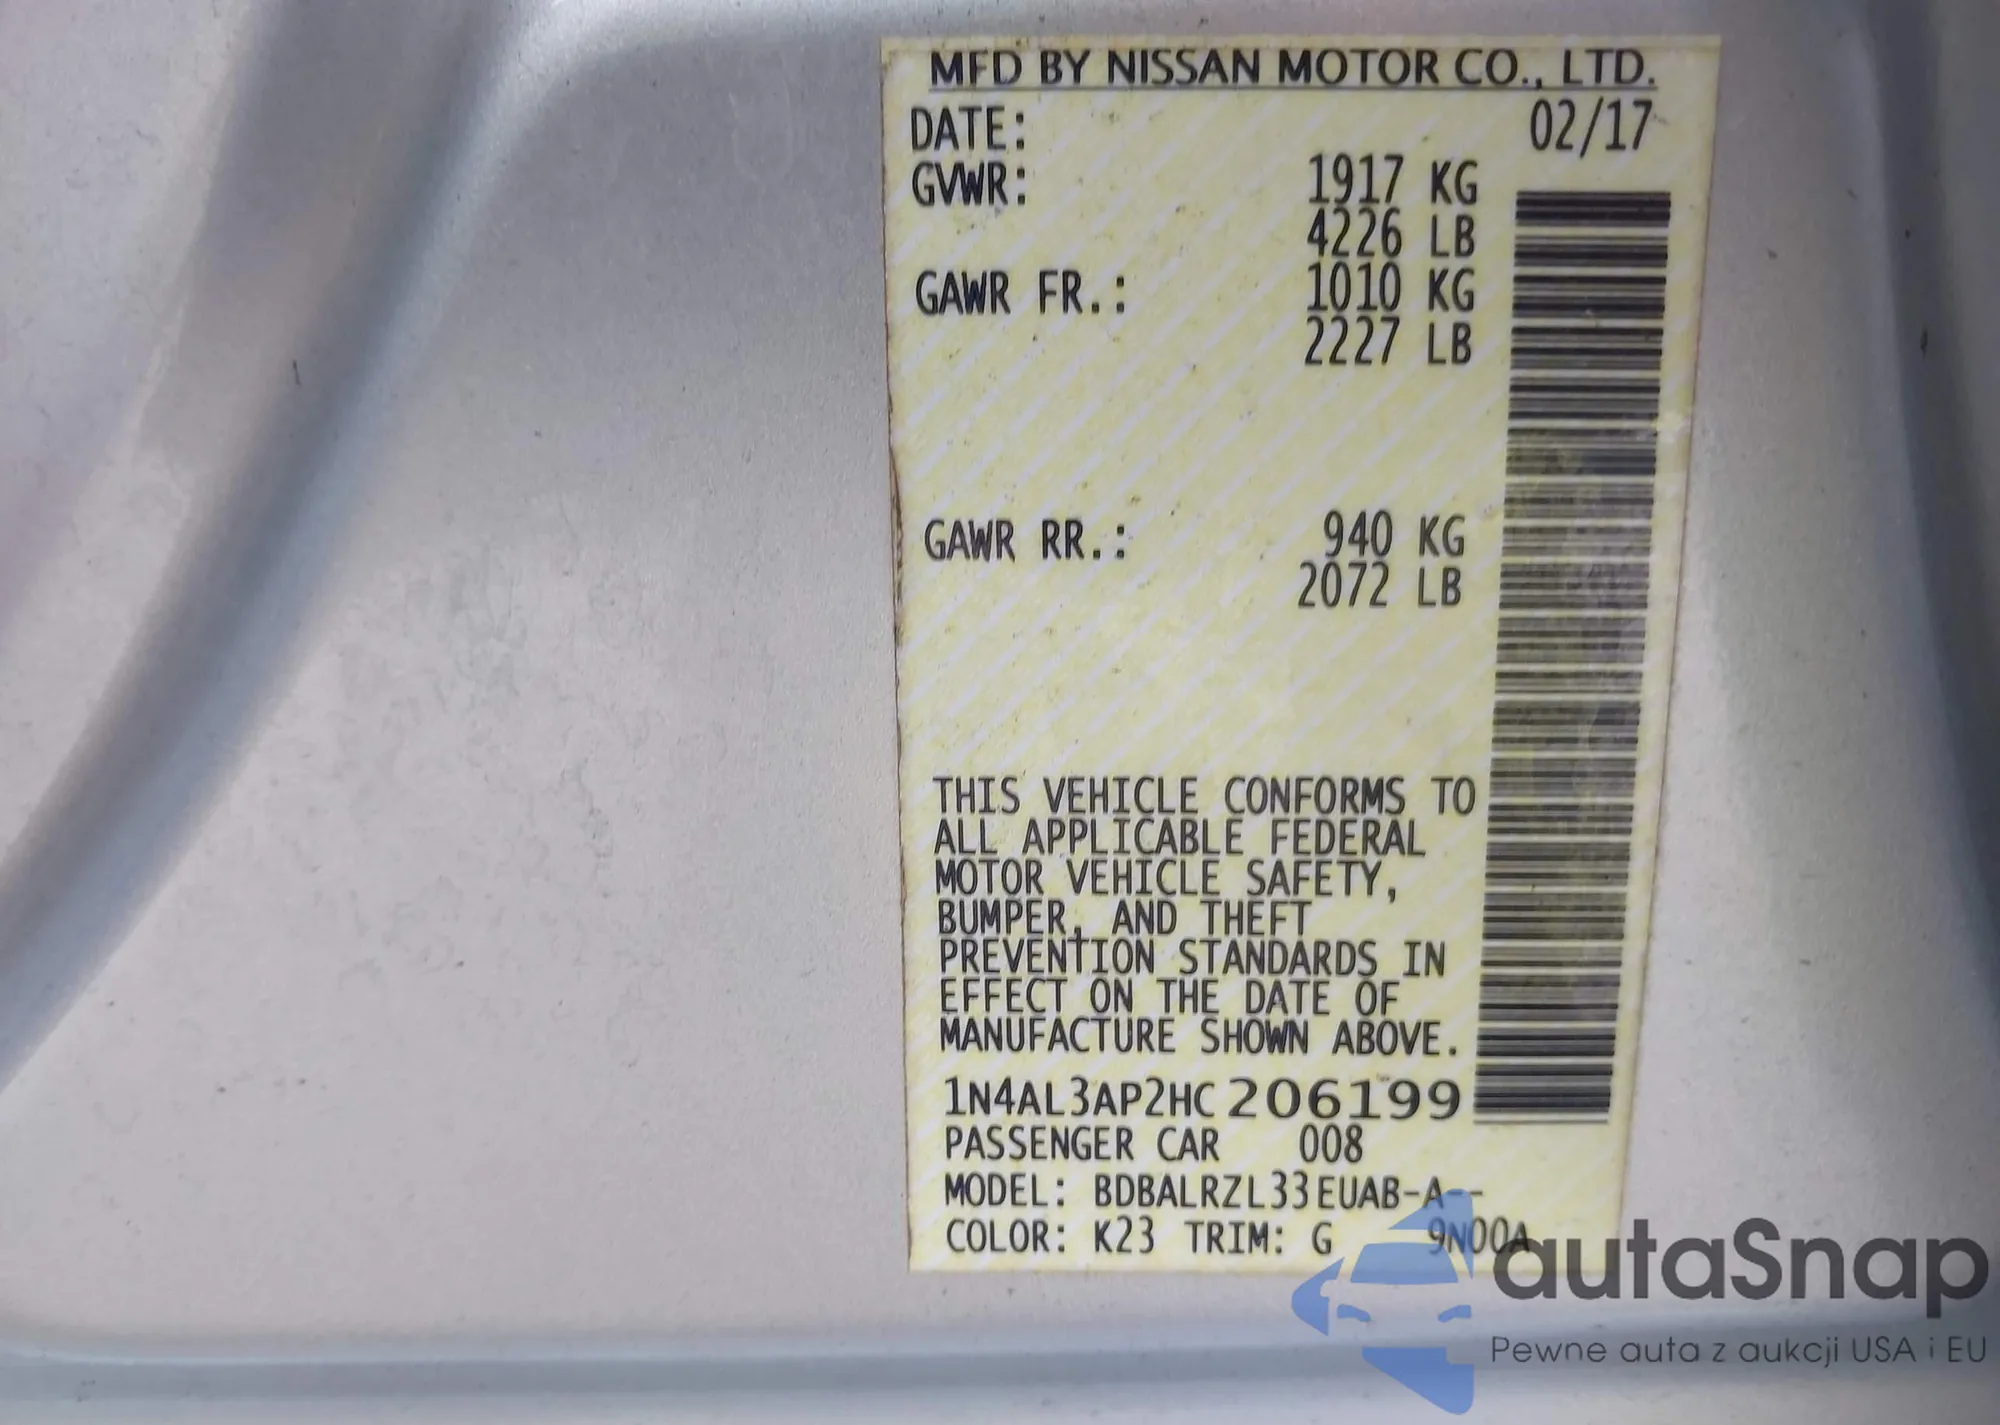 MFD BY NISSAN MOTOR CO., LTD.
DATE: 02/17
GVWR: 1917 KG
4226 LB
GAWR FR.: 1010 KG
2227 LB
GAWR RR.: 940 KG
2072 LB
THIS VEHICLE CONFORMS TO
ALL APPLICABLE FEDERAL
MOTOR VEHICLE SAFETY,
BUMPER, AND THEFT
PREVENTION STANDARDS IN
EFFECT ON THE DATE OF
MANUFACTURE SHOWN ABOVE.
1N4AL3AP2HC206199
PASSENGER CAR 008
MODEL: BDBALRZL33EUAB-A--
COLOR: K23 TRIM: G 9N00A
autaSnap
Pewne auta z aukcji USA i EU